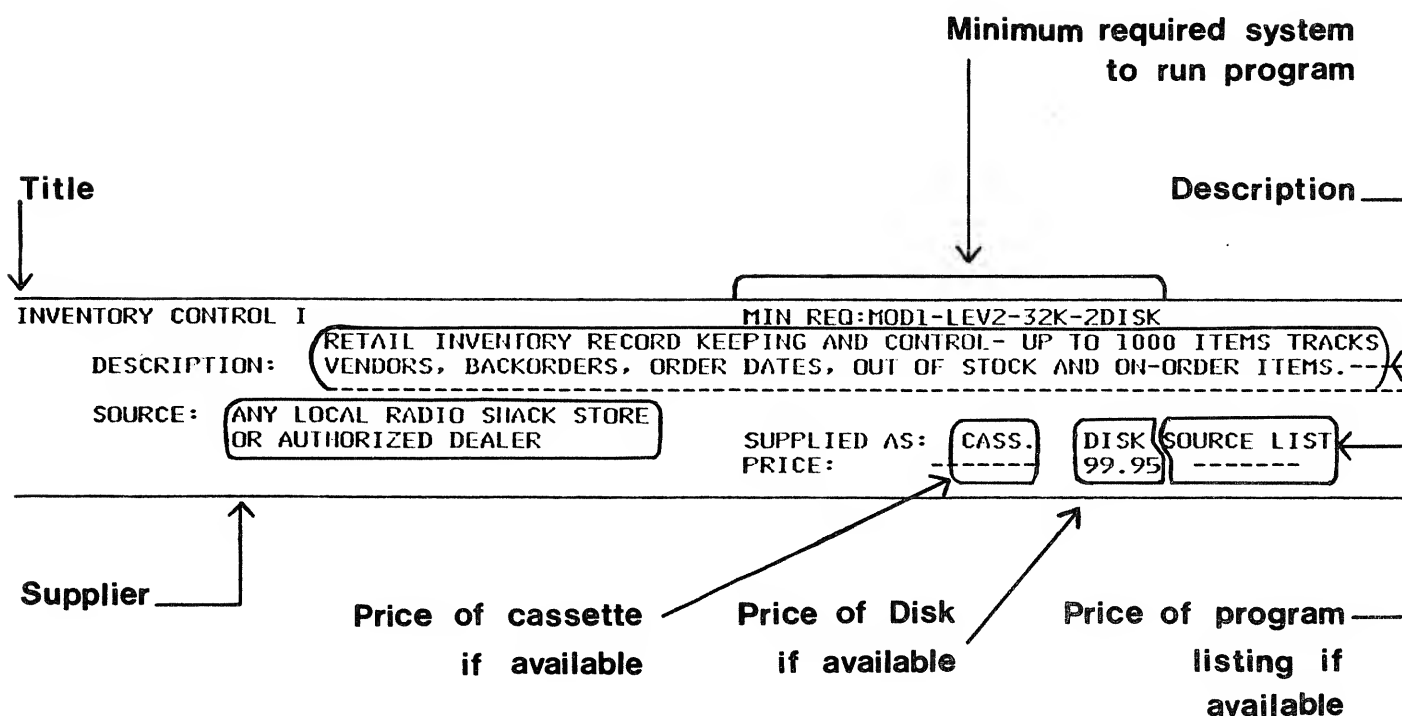 Minimum required system
to run program
Title
Description
INVENTORY CONTROL I MIN REQ:MOD1-LEV2-32K-2DISK
DESCRIPTION: RETAIL INVENTORY RECORD KEEPING AND CONTROL- UP TO 1000 ITEMS TRACKS
VENDORS, BACKORDERS, ORDER DATES, OUT OF STOCK AND ON-ORDER ITEMS.--
SOURCE: ANY LOCAL RADIO SHACK STORE
OR AUTHORIZED DEALER
SUPPLIED AS: CASS. DISK SOURCE LIST
PRICE: ------- 99.95 -------
Supplier
Price of cassette
if available
Price of Disk
if available
Price of program
listing if
available